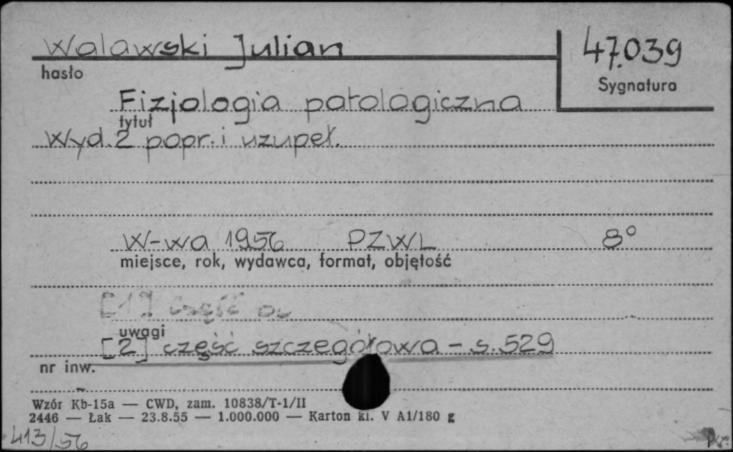 Walawski Julian
47.039
hasło
Sygnatura
Fizjologia patologiczna
tytuł
Wyd. 2 popr. i uzupeł.
W-wa 1956 PZWL 8°
miejsce, rok, wydawca, format, objętość
[1] część
uwagi
[2] część szczegółowa - s. 529
nr inw.
Wzór Kb-15a — CWD, zam. 10838/T-1/II
2446 — Łak — 23.8.55 — 1.000.000 — Karton kl. V A1/180 g
413/56